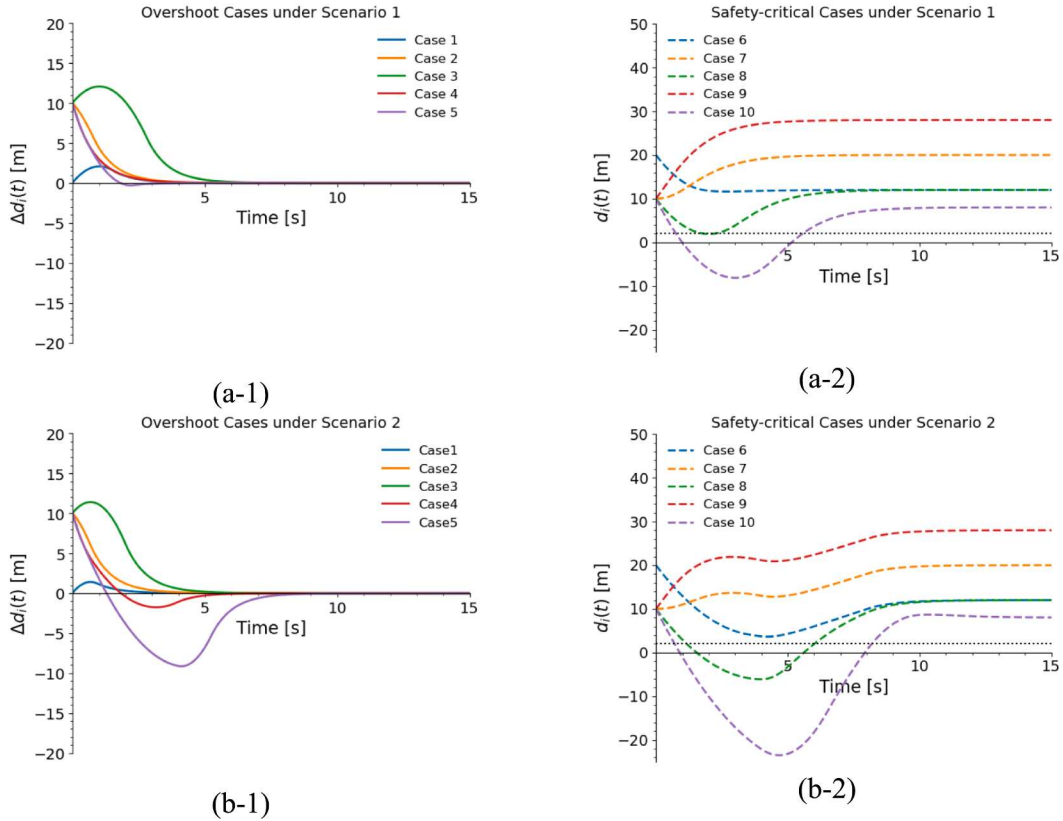 Overshoot Cases under Scenario 1
20
15
10
5
0
−5
−10
−15
−20
Δdᵢ(t) [m]
5
10
15
Time [s]
Case 1
Case 2
Case 3
Case 4
Case 5
(a-1)
Safety-critical Cases under Scenario 1
50
40
30
20
10
0
−10
−20
dᵢ(t) [m]
5
10
15
Time [s]
Case 6
Case 7
Case 8
Case 9
Case 10
(a-2)
Overshoot Cases under Scenario 2
20
15
10
5
0
−5
−10
−15
−20
Δdᵢ(t) [m]
5
10
15
Time [s]
Case1
Case2
Case3
Case4
Case5
(b-1)
Safety-critical Cases under Scenario 2
50
40
30
20
10
0
−10
−20
dᵢ(t) [m]
5
10
15
Time [s]
Case 6
Case 7
Case 8
Case 9
Case 10
(b-2)